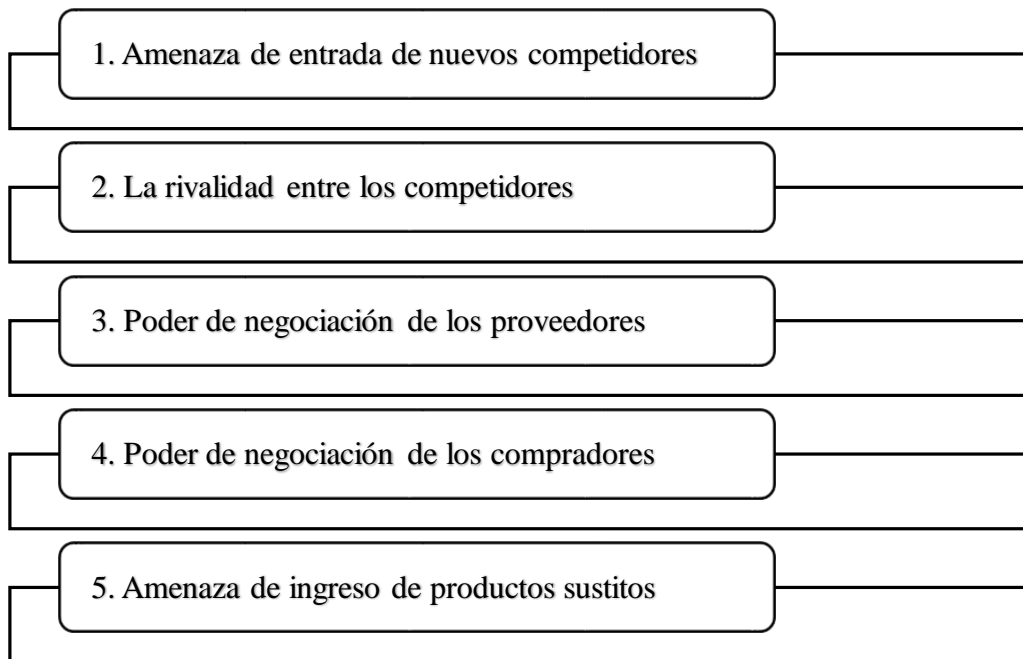 1. Amenaza de entrada de nuevos competidores
2. La rivalidad entre los competidores
3. Poder de negociación de los proveedores
4. Poder de negociación de los compradores
5. Amenaza de ingreso de productos sustitos